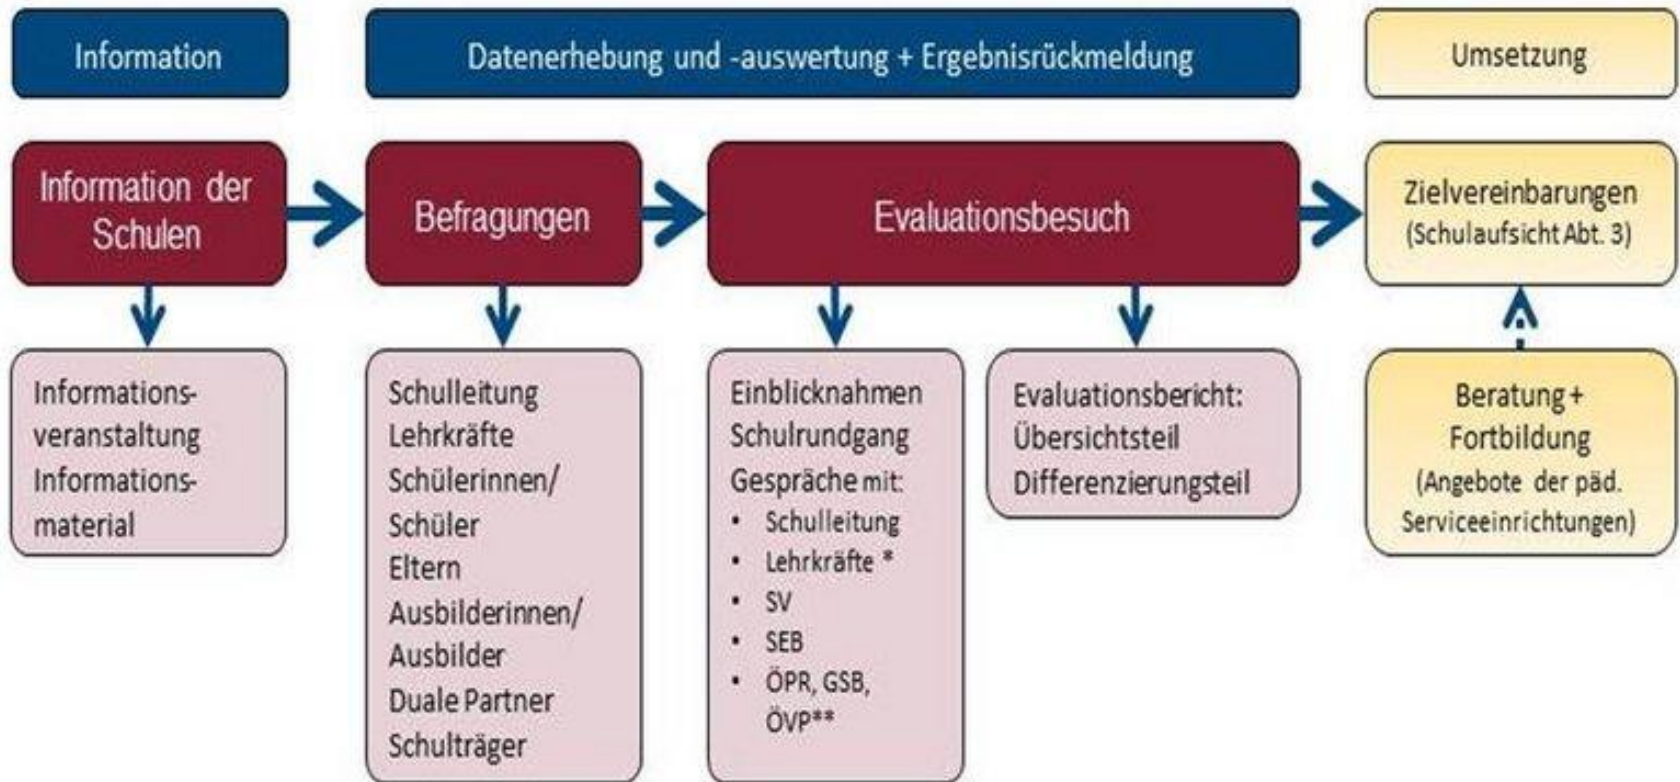 Information
Datenerhebung und -auswertung + Ergebnisrückmeldung
Umsetzung
Information der
Schulen
Befragungen
Evaluationsbesuch
Zielvereinbarungen
(Schulaufsicht Abt. 3)
Informations-
veranstaltung
Informations-
material
Schulleitung
Lehrkräfte
Schülerinnen/
Schüler
Eltern
Ausbilderinnen/
Ausbilder
Duale Partner
Schulträger
Einblicknahmen
Schulrundgang
Gespräche mit:
• Schulleitung
• Lehrkräfte *
• SV
• SEB
• ÖPR, GSB,
ÖVP**
Evaluationsbericht:
Übersichtsteil
Differenzierungsteil
Beratung +
Fortbildung
(Angebote der päd.
Serviceeinrichtungen)